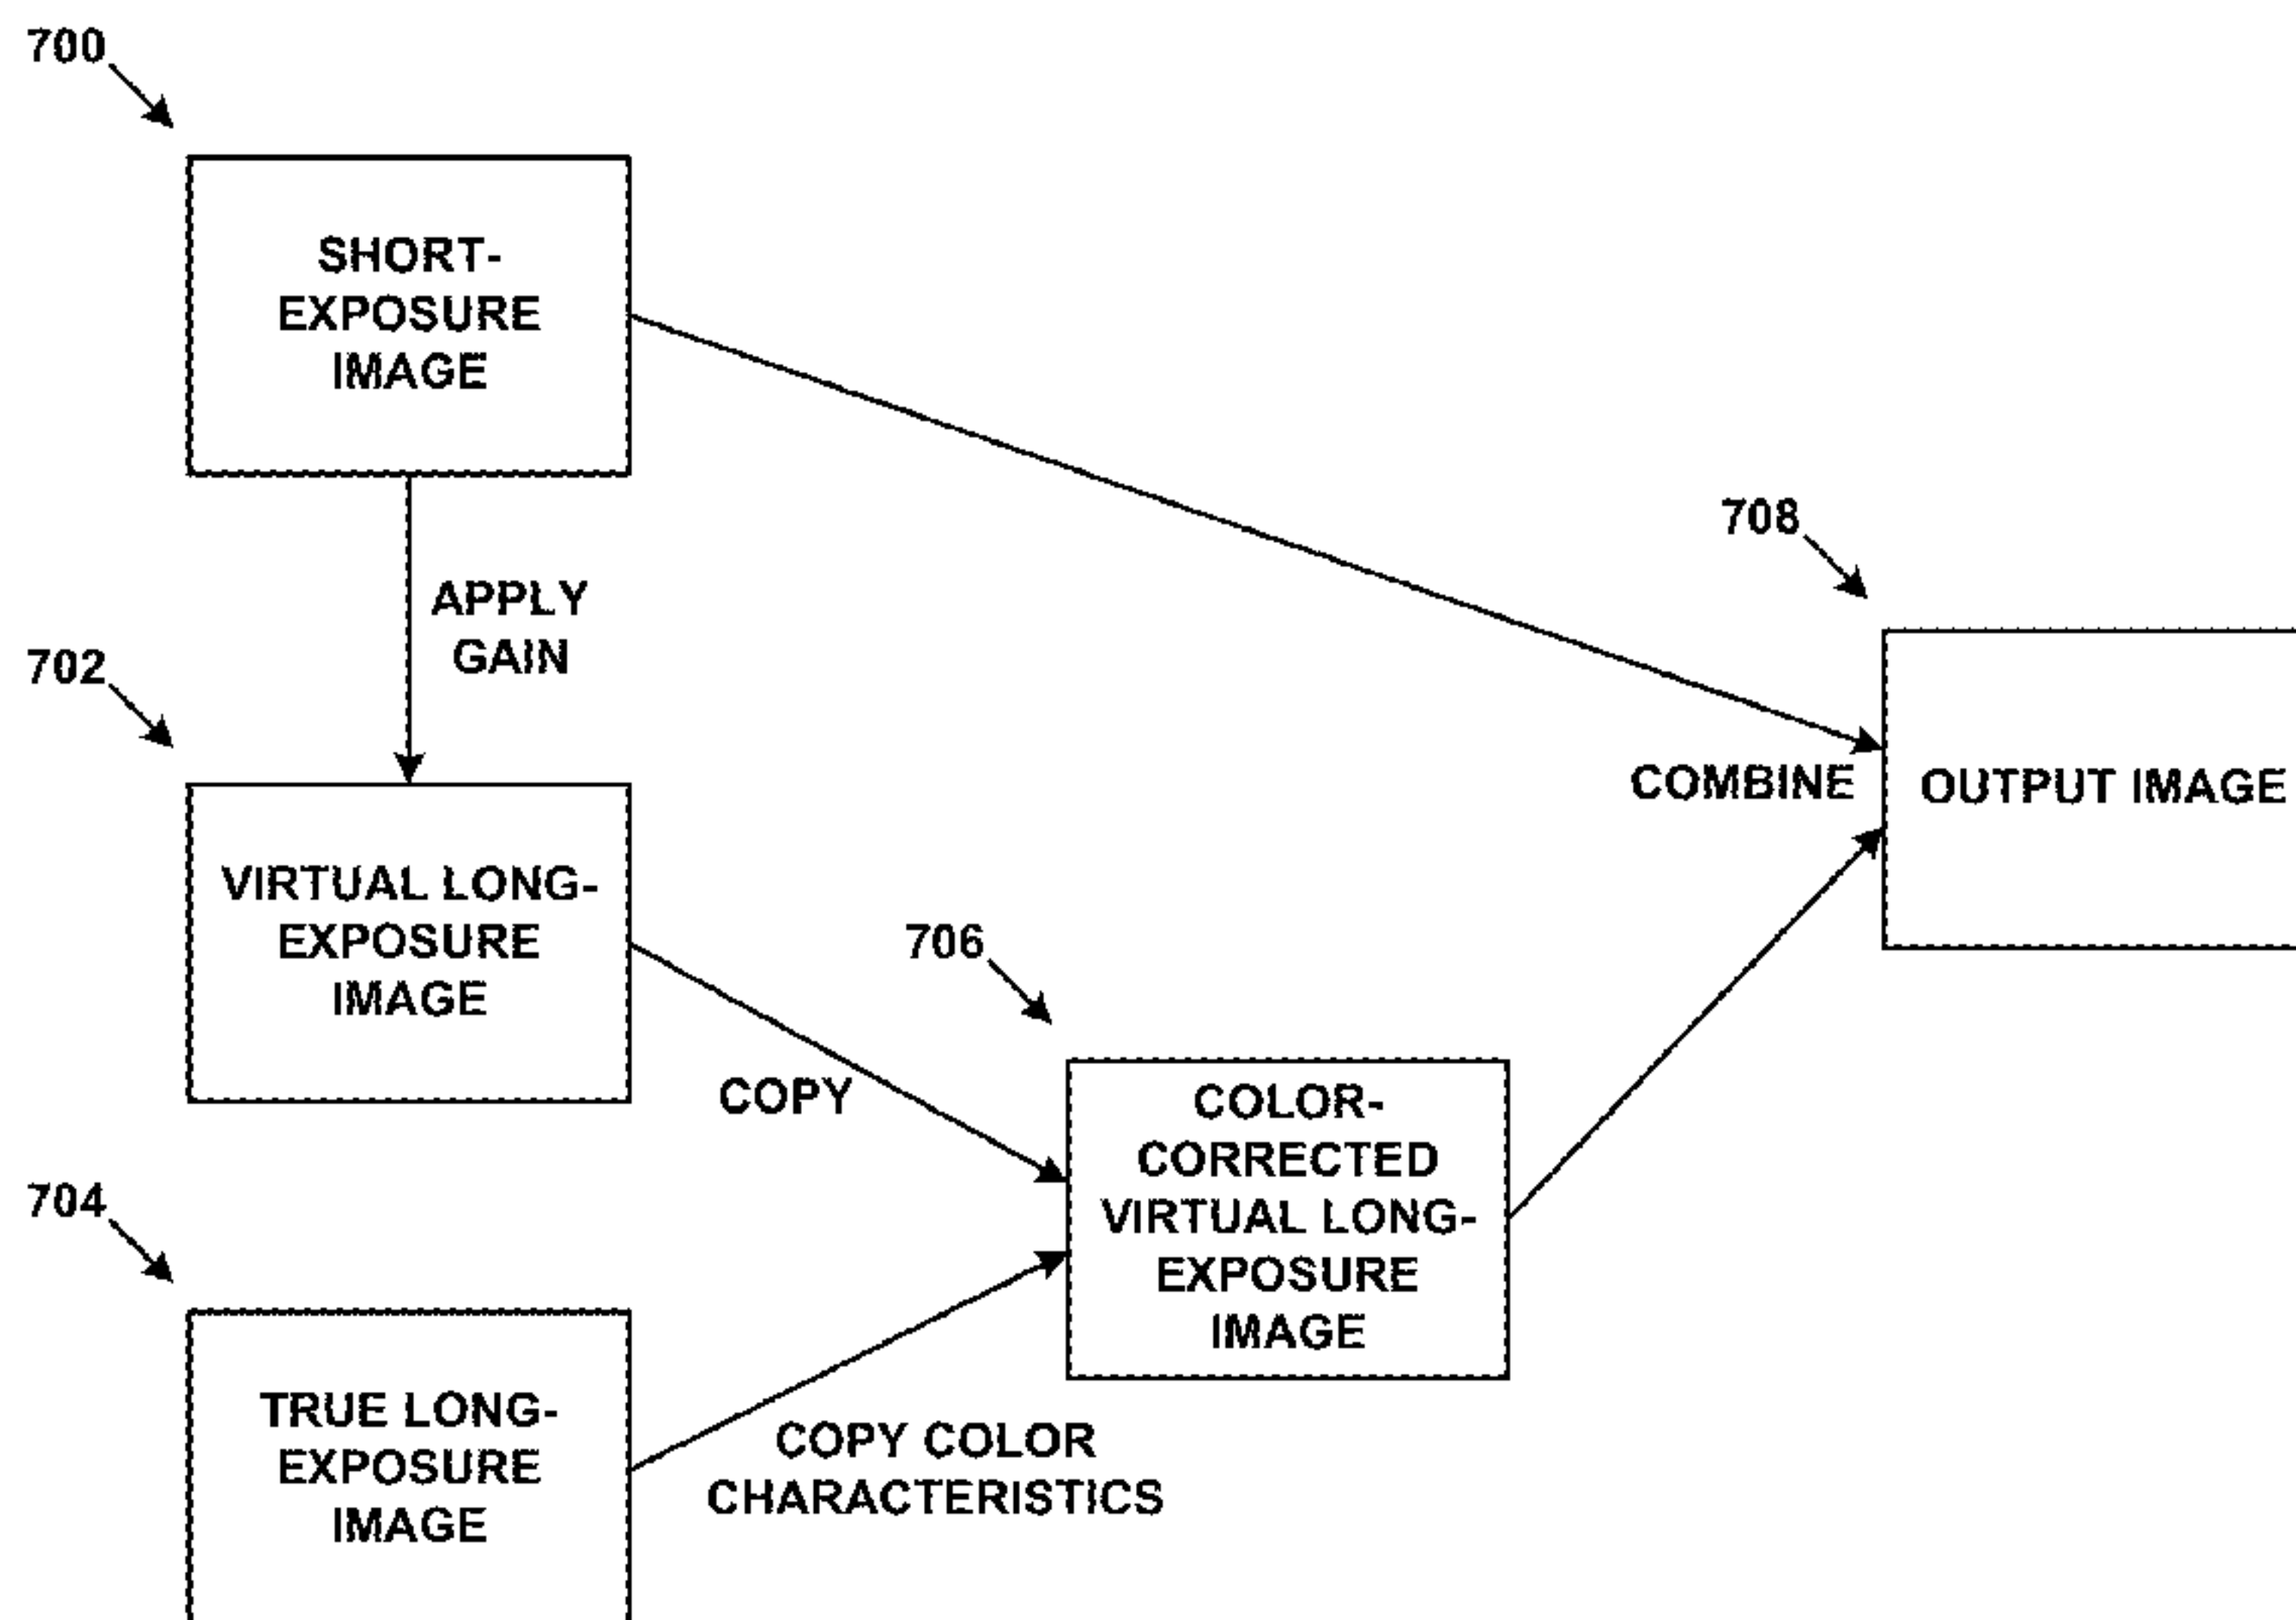 700
SHORT-
EXPOSURE
IMAGE
APPLY
GAIN
708
COMBINE
OUTPUT IMAGE
702
VIRTUAL LONG-
EXPOSURE
IMAGE
COPY
706
COLOR-
CORRECTED
VIRTUAL LONG-
EXPOSURE
IMAGE
704
TRUE LONG-
EXPOSURE
IMAGE
COPY COLOR
CHARACTERISTICS